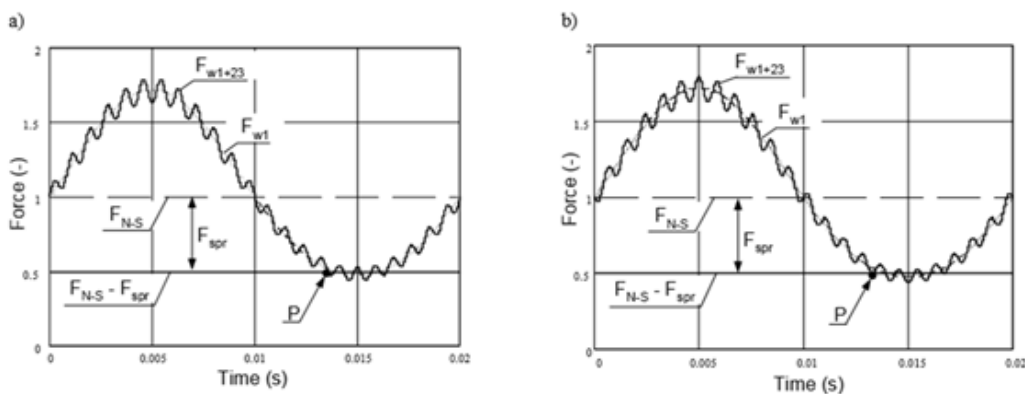 a)
2
F_w1+23
1.5
F_w1
Force (-)
1
F_N-S
F_spr
0.5
F_N-S - F_spr
P
0
0 0.005 0.01 0.015 0.02
Time (s)
b)
2
F_w1+23
1.5
F_w1
Force (-)
1
F_N-S
F_spr
0.5
F_N-S - F_spr
P
0
0 0.005 0.01 0.015 0.02
Time (s)